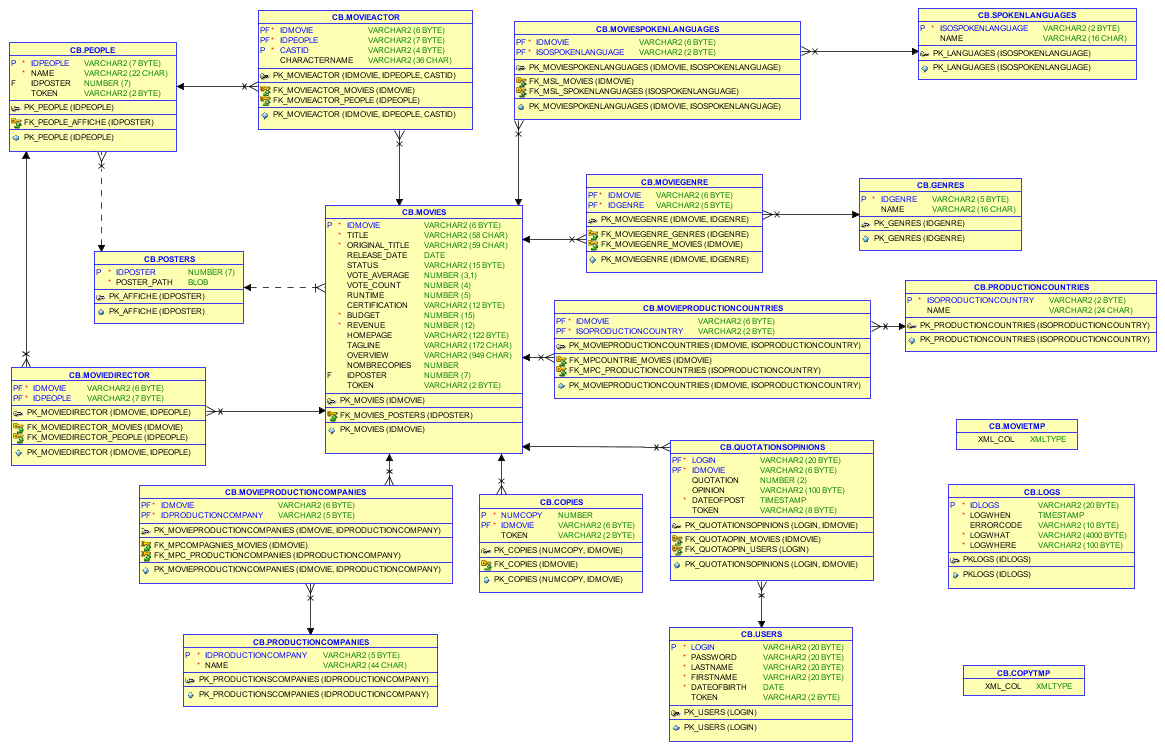 CB.PEOPLE
P * IDPEOPLE VARCHAR2 (7 BYTE)
* NAME VARCHAR2 (22 CHAR)
F IDPOSTER NUMBER (7)
TOKEN VARCHAR2 (2 BYTE)
PK_PEOPLE (IDPEOPLE)
FK_PEOPLE_AFFICHE (IDPOSTER)
PK_PEOPLE (IDPEOPLE)
CB.MOVIEACTOR
PF* IDMOVIE VARCHAR2 (6 BYTE)
PF* IDPEOPLE VARCHAR2 (7 BYTE)
P * CASTID VARCHAR2 (4 BYTE)
CHARACTERNAME VARCHAR2 (36 CHAR)
PK_MOVIEACTOR (IDMOVIE, IDPEOPLE, CASTID)
FK_MOVIEACTOR_MOVIES (IDMOVIE)
FK_MOVIEACTOR_PEOPLE (IDPEOPLE)
PK_MOVIEACTOR (IDMOVIE, IDPEOPLE, CASTID)
CB.MOVIESPOKENLANGUAGES
PF* IDMOVIE VARCHAR2 (6 BYTE)
PF* ISOSPOKENLANGUAGE VARCHAR2 (2 BYTE)
PK_MOVIESPOKENLANGUAGES (IDMOVIE, ISOSPOKENLANGUAGE)
FK_MSL_MOVIES (IDMOVIE)
FK_MSL_SPOKENLANGUAGES (ISOSPOKENLANGUAGE)
PK_MOVIESPOKENLANGUAGES (IDMOVIE, ISOSPOKENLANGUAGE)
CB.SPOKENLANGUAGES
P * ISOSPOKENLANGUAGE VARCHAR2 (2 BYTE)
NAME VARCHAR2 (16 CHAR)
PK_LANGUAGES (ISOSPOKENLANGUAGE)
PK_LANGUAGES (ISOSPOKENLANGUAGE)
CB.MOVIEGENRE
PF* IDMOVIE VARCHAR2 (6 BYTE)
PF* IDGENRE VARCHAR2 (5 BYTE)
PK_MOVIEGENRE (IDMOVIE, IDGENRE)
FK_MOVIEGENRE_GENRES (IDGENRE)
FK_MOVIEGENRE_MOVIES (IDMOVIE)
PK_MOVIEGENRE (IDMOVIE, IDGENRE)
CB.GENRES
P * IDGENRE VARCHAR2 (5 BYTE)
NAME VARCHAR2 (16 CHAR)
PK_GENRES (IDGENRE)
PK_GENRES (IDGENRE)
CB.MOVIES
P * IDMOVIE VARCHAR2 (6 BYTE)
* TITLE VARCHAR2 (58 CHAR)
* ORIGINAL_TITLE VARCHAR2 (59 CHAR)
RELEASE_DATE DATE
STATUS VARCHAR2 (15 BYTE)
VOTE_AVERAGE NUMBER (3,1)
VOTE_COUNT NUMBER (4)
RUNTIME NUMBER (5)
CERTIFICATION VARCHAR2 (12 BYTE)
* BUDGET NUMBER (15)
* REVENUE NUMBER (12)
HOMEPAGE VARCHAR2 (122 BYTE)
TAGLINE VARCHAR2 (172 CHAR)
OVERVIEW VARCHAR2 (949 CHAR)
NOMBRECOPIES NUMBER
F IDPOSTER NUMBER (7)
TOKEN VARCHAR2 (2 BYTE)
PK_MOVIES (IDMOVIE)
FK_MOVIES_POSTERS (IDPOSTER)
PK_MOVIES (IDMOVIE)
CB.POSTERS
P * IDPOSTER NUMBER (7)
* POSTER_PATH BLOB
PK_AFFICHE (IDPOSTER)
PK_AFFICHE (IDPOSTER)
CB.MOVIEPRODUCTIONCOUNTRIES
PF* IDMOVIE VARCHAR2 (6 BYTE)
PF* ISOPRODUCTIONCOUNTRY VARCHAR2 (2 BYTE)
PK_MOVIEPRODUCTIONCOUNTRIES (IDMOVIE, ISOPRODUCTIONCOUNTRY)
FK_MPCOUNTRIE_MOVIES (IDMOVIE)
FK_MPC_PRODUCTIONCOUNTRIES (ISOPRODUCTIONCOUNTRY)
PK_MOVIEPRODUCTIONCOUNTRIES (IDMOVIE, ISOPRODUCTIONCOUNTRY)
CB.PRODUCTIONCOUNTRIES
P * ISOPRODUCTIONCOUNTRY VARCHAR2 (2 BYTE)
NAME VARCHAR2 (24 CHAR)
PK_PRODUCTIONCOUNTRIES (ISOPRODUCTIONCOUNTRY)
PK_PRODUCTIONCOUNTRIES (ISOPRODUCTIONCOUNTRY)
CB.MOVIEDIRECTOR
PF* IDMOVIE VARCHAR2 (6 BYTE)
PF* IDPEOPLE VARCHAR2 (7 BYTE)
PK_MOVIEDIRECTOR (IDMOVIE, IDPEOPLE)
FK_MOVIEDIRECTOR_MOVIES (IDMOVIE)
FK_MOVIEDIRECTOR_PEOPLE (IDPEOPLE)
PK_MOVIEDIRECTOR (IDMOVIE, IDPEOPLE)
CB.MOVIETMP
XML_COL XMLTYPE
CB.QUOTATIONSOPINIONS
PF* LOGIN VARCHAR2 (20 BYTE)
PF* IDMOVIE VARCHAR2 (6 BYTE)
QUOTATION NUMBER (2)
OPINION VARCHAR2 (100 BYTE)
* DATEOFPOST TIMESTAMP
TOKEN VARCHAR2 (8 BYTE)
PK_QUOTATIONSOPINIONS (LOGIN, IDMOVIE)
FK_QUOTAOPIN_MOVIES (IDMOVIE)
FK_QUOTAOPIN_USERS (LOGIN)
PK_QUOTATIONSOPINIONS (LOGIN, IDMOVIE)
CB.MOVIEPRODUCTIONCOMPANIES
PF* IDMOVIE VARCHAR2 (6 BYTE)
PF* IDPRODUCTIONCOMPANY VARCHAR2 (5 BYTE)
PK_MOVIEPRODUCTIONCOMPANIES (IDMOVIE, IDPRODUCTIONCOMPANY)
FK_MPCOMPAGNIES_MOVIES (IDMOVIE)
FK_MPC_PRODUCTIONCOMPANIES (IDPRODUCTIONCOMPANY)
PK_MOVIEPRODUCTIONCOMPANIES (IDMOVIE, IDPRODUCTIONCOMPANY)
CB.COPIES
P * NUMCOPY NUMBER
PF* IDMOVIE VARCHAR2 (6 BYTE)
TOKEN VARCHAR2 (2 BYTE)
PK_COPIES (NUMCOPY, IDMOVIE)
FK_COPIES (IDMOVIE)
PK_COPIES (NUMCOPY, IDMOVIE)
CB.LOGS
P * IDLOGS VARCHAR2 (20 BYTE)
* LOGWHEN TIMESTAMP
ERRORCODE VARCHAR2 (10 BYTE)
* LOGWHAT VARCHAR2 (4000 BYTE)
* LOGWHERE VARCHAR2 (100 BYTE)
PKLOGS (IDLOGS)
PKLOGS (IDLOGS)
CB.PRODUCTIONCOMPANIES
P * IDPRODUCTIONCOMPANY VARCHAR2 (5 BYTE)
* NAME VARCHAR2 (44 CHAR)
PK_PRODUCTIONSCOMPANIES (IDPRODUCTIONCOMPANY)
PK_PRODUCTIONSCOMPANIES (IDPRODUCTIONCOMPANY)
CB.USERS
P * LOGIN VARCHAR2 (20 BYTE)
* PASSWORD VARCHAR2 (20 BYTE)
* LASTNAME VARCHAR2 (20 BYTE)
* FIRSTNAME VARCHAR2 (20 BYTE)
* DATEOFBIRTH DATE
TOKEN VARCHAR2 (2 BYTE)
PK_USERS (LOGIN)
PK_USERS (LOGIN)
CB.COPYTMP
XML_COL XMLTYPE